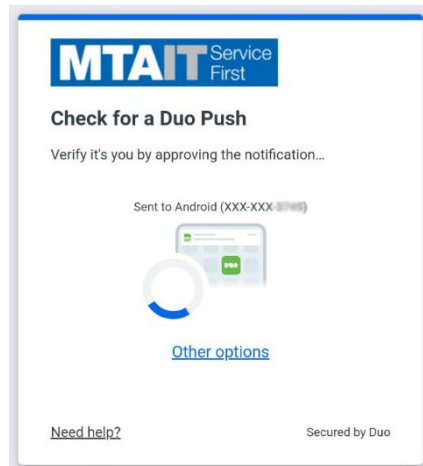 MTAIT Service
First
Check for a Duo Push
Verify it's you by approving the notification...
Sent to Android (XXX-XXX-
DUO
Other options
Need help?
Secured by Duo